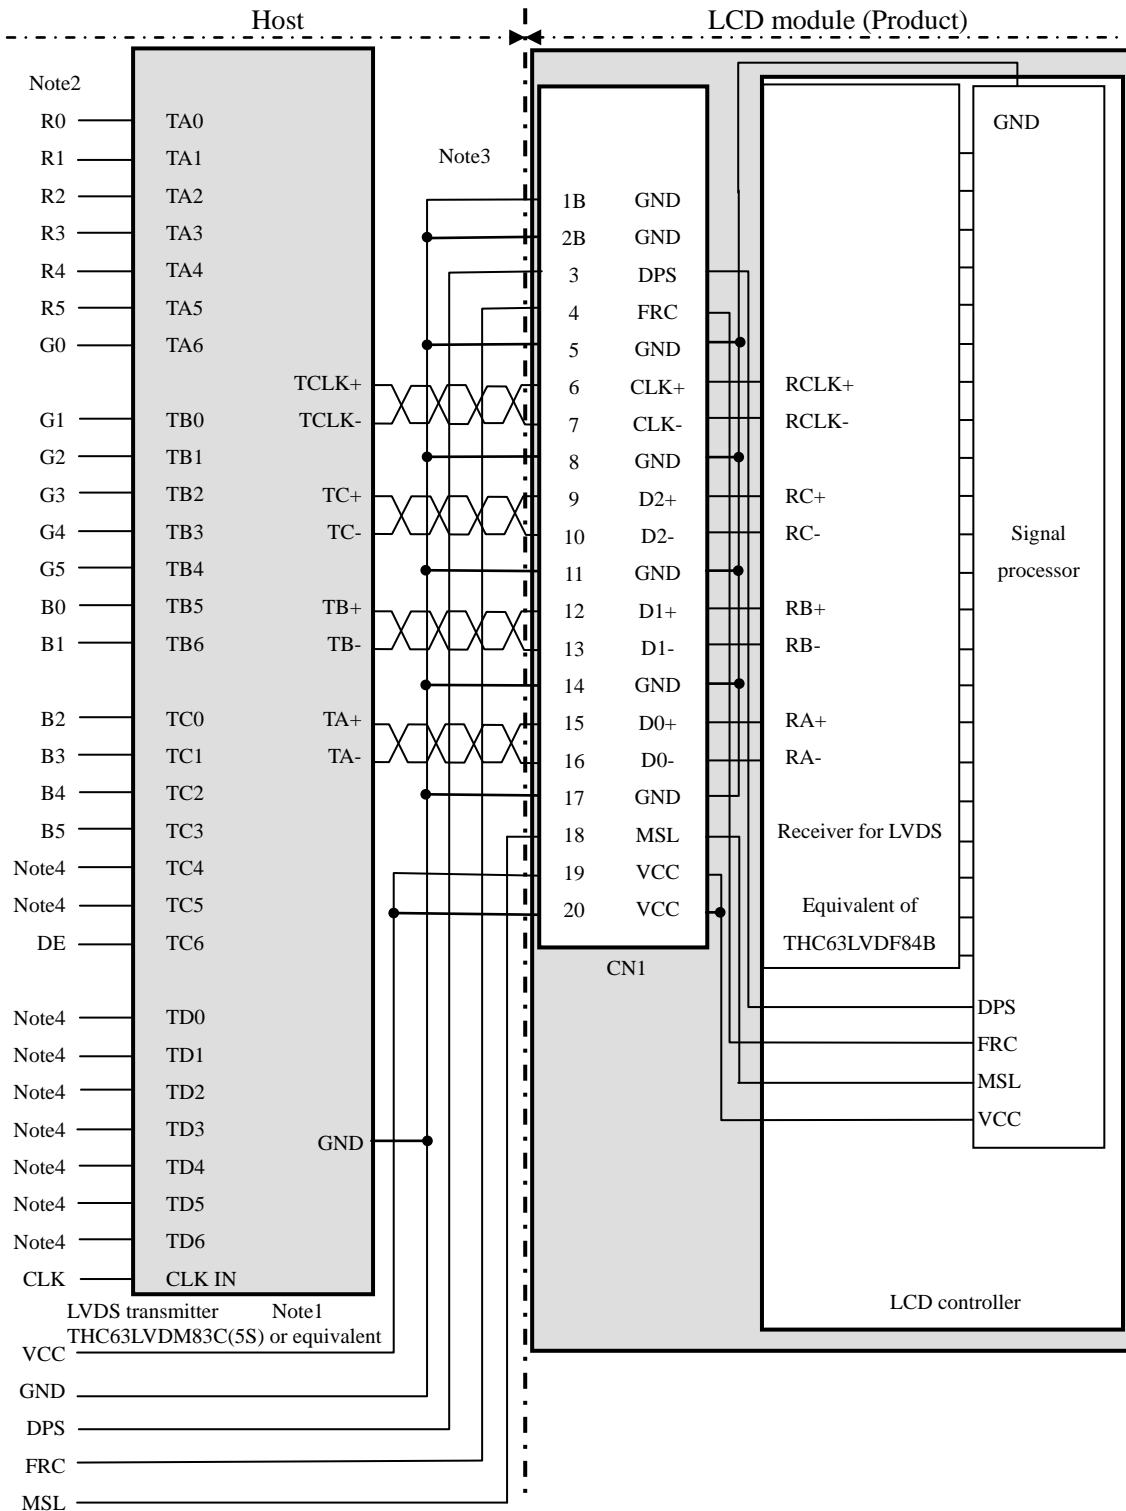 Host
LCD module (Product)
Note2
R0 TA0
R1 TA1
R2 TA2
R3 TA3
R4 TA4
R5 TA5
G0 TA6
G1 TB0
G2 TB1
G3 TB2
G4 TB3
G5 TB4
B0 TB5
B1 TB6
B2 TC0
B3 TC1
B4 TC2
B5 TC3
Note4 TC4
Note4 TC5
DE TC6
Note4 TD0
Note4 TD1
Note4 TD2
Note4 TD3
Note4 TD4
Note4 TD5
Note4 TD6
CLK CLK IN
TCLK+
TCLK-
TC+
TC-
TB+
TB-
TA+
TA-
GND
LVDS transmitter Note1
THC63LVDM83C(5S) or equivalent
VCC
GND
DPS
FRC
MSL
Note3
1B GND
2B GND
3 DPS
4 FRC
5 GND
6 CLK+
7 CLK-
8 GND
9 D2+
10 D2-
11 GND
12 D1+
13 D1-
14 GND
15 D0+
16 D0-
17 GND
18 MSL
19 VCC
20 VCC
CN1
RCLK+
RCLK-
RC+
RC-
RB+
RB-
RA+
RA-
Receiver for LVDS
Equivalent of
THC63LVDF84B
GND
Signal
processor
DPS
FRC
MSL
VCC
LCD controller